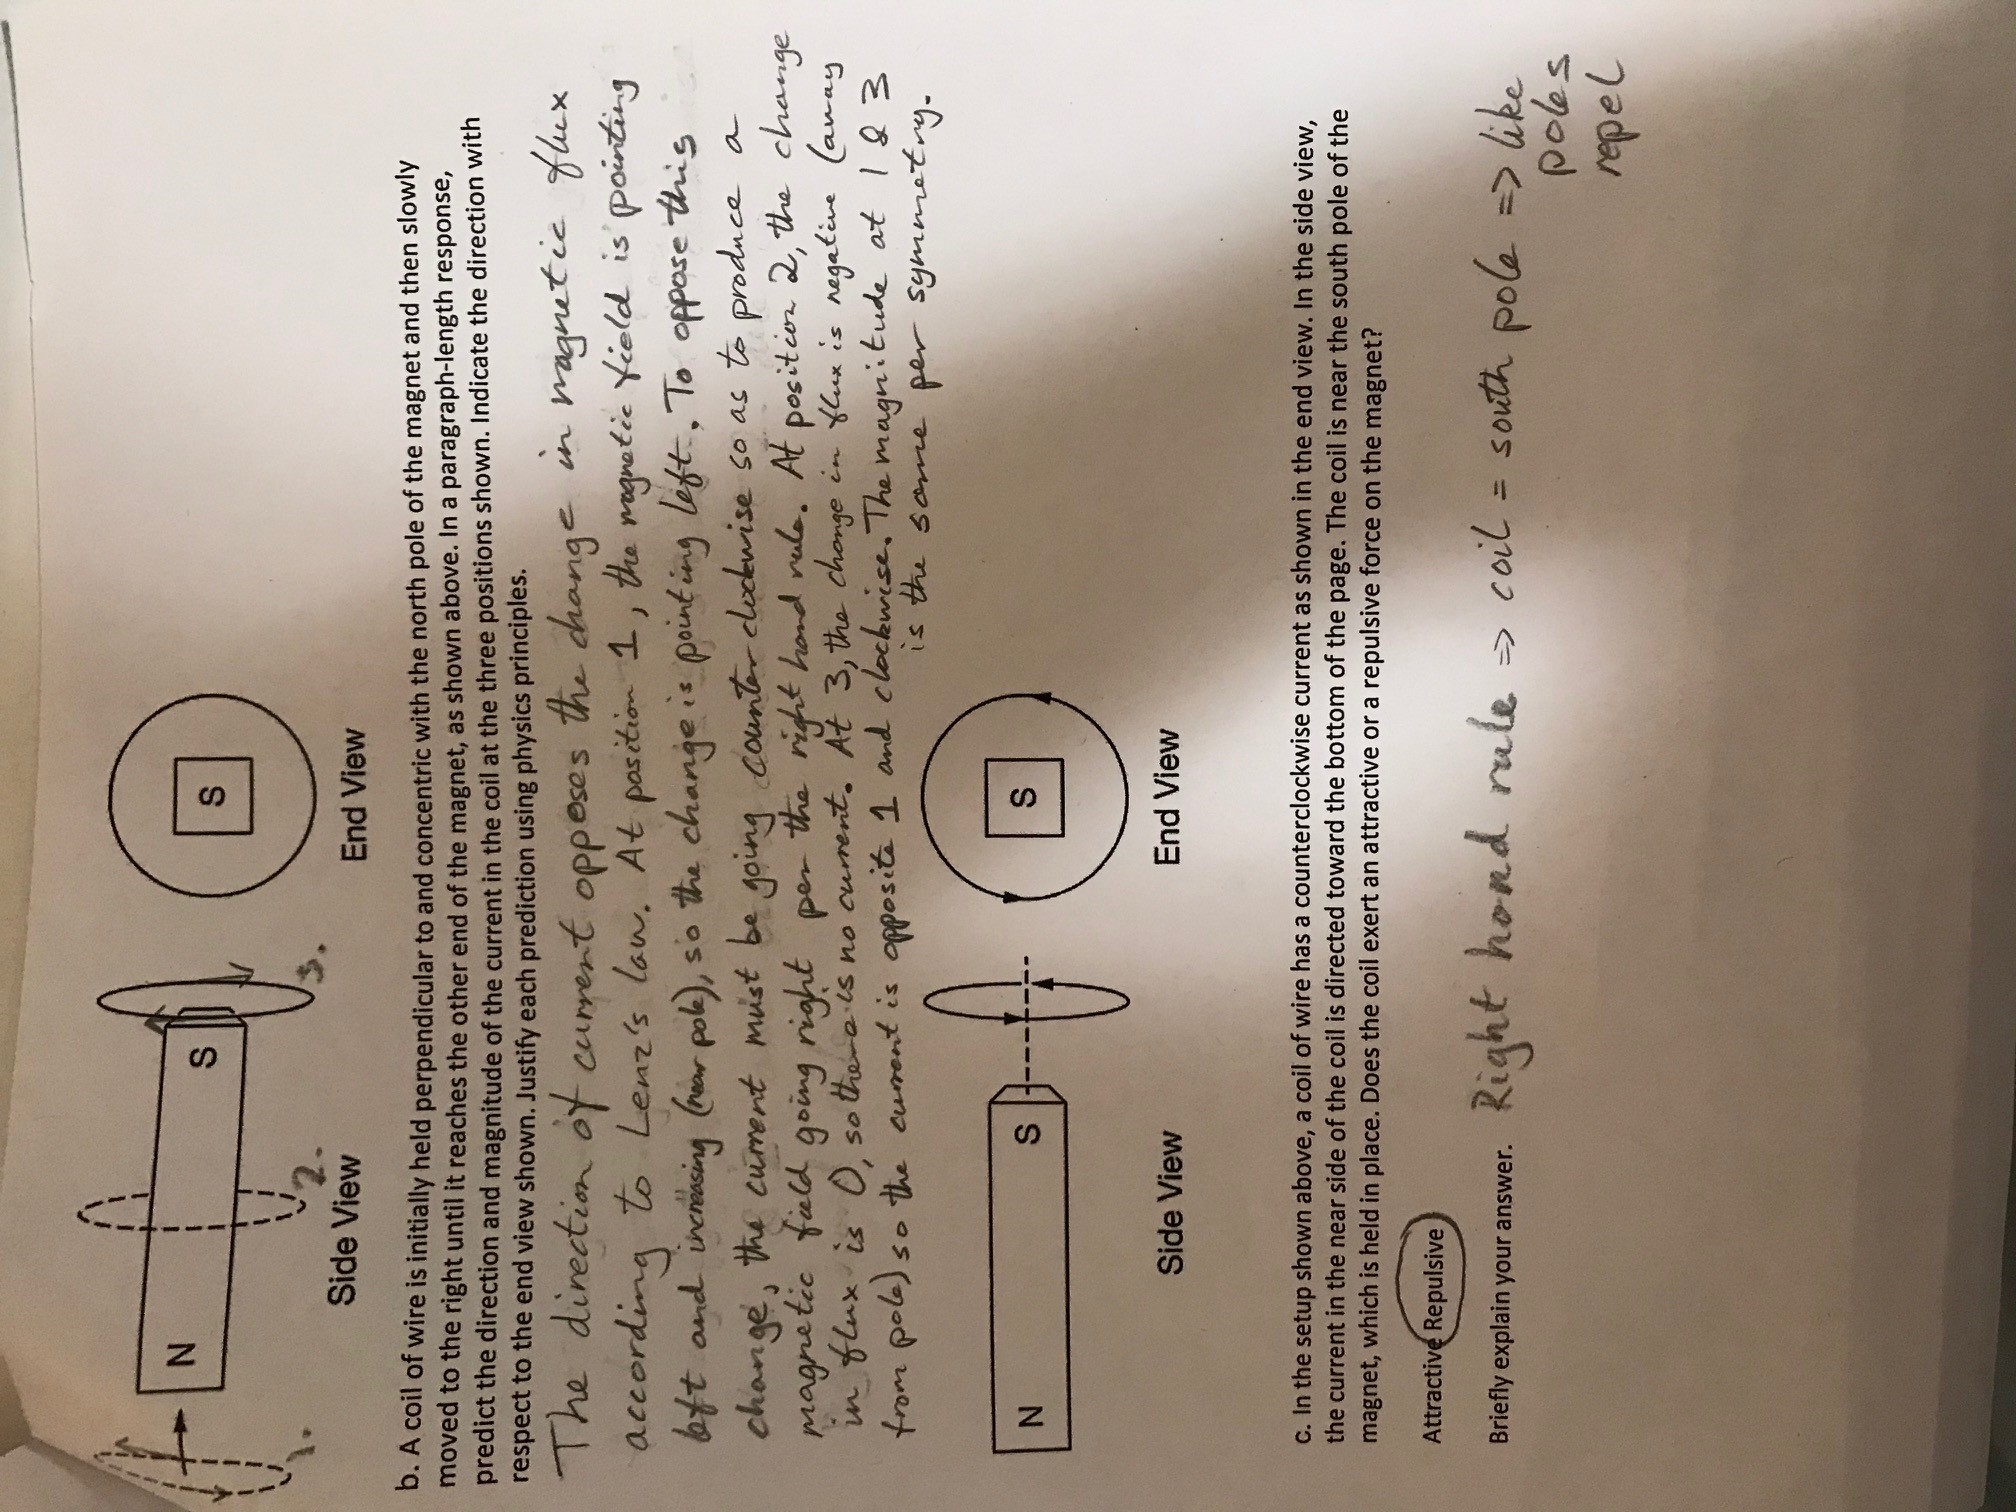 N S S
1. 2. 3.
Side View End View
b. A coil of wire is initially held perpendicular to and concentric with the north pole of the magnet and then slowly
moved to the right until it reaches the other end of the magnet, as shown above. In a paragraph-length response,
predict the direction and magnitude of the current in the coil at the three positions shown. Indicate the direction with
respect to the end view shown. Justify each prediction using physics principles.
The direction of current opposes the change in magnetic flux
according to Lenz's law. At position 1, the magnetic field is pointing
left and increasing (near pole), so the change is pointing left. To oppose this
change, the current must be going counterclockwise so as to produce a
magnetic field going right per the right hand rule. At position 2, the change
in flux is 0, so there is no current. At 3, the change in flux is negative (away
from pole) so the current is opposite 1 and clockwise. The magnitude at 1 & 3
is the same per symmetry.
N S S
Side View End View
c. In the setup shown above, a coil of wire has a counterclockwise current as shown in the end view. In the side view,
the current in the near side of the coil is directed toward the bottom of the page. The coil is near the south pole of the
magnet, which is held in place. Does the coil exert an attractive or a repulsive force on the magnet?
Attractive Repulsive
Briefly explain your answer. Right hand rule => coil = south pole => like
poles
repel